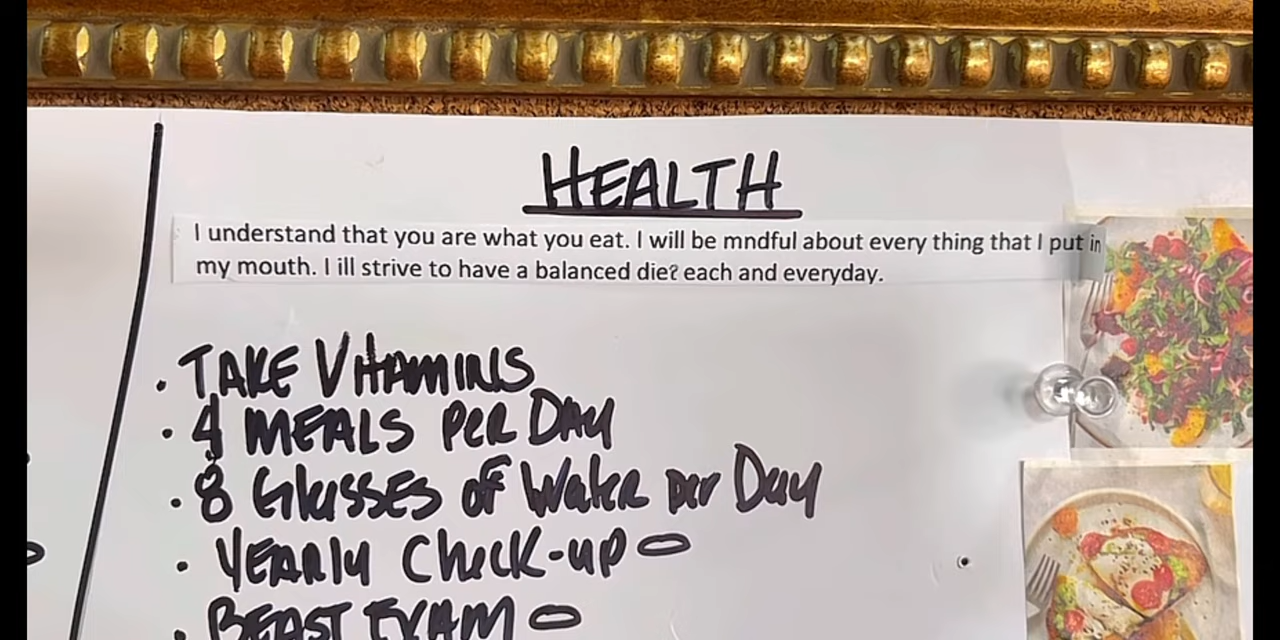 HEALTH
I understand that you are what you eat. I will be mndful about every thing that I put in
my mouth. I ill strive to have a balanced die? each and everyday.
. TAKE VITAMINS
. 4 MEALS PER DAY
. 8 Glasses of Water per Day
. YEARLY CHECK-UP
. BEAST EXAM